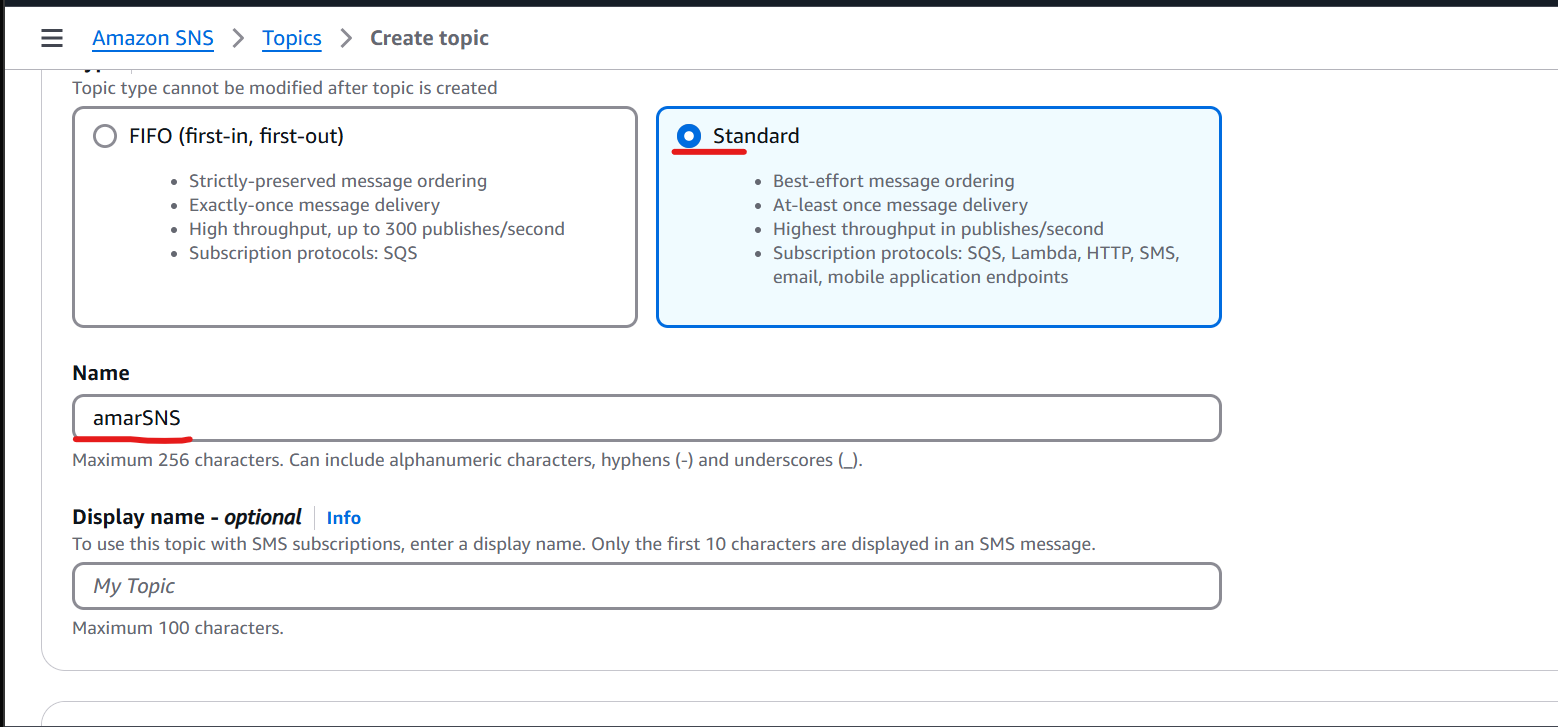 Amazon SNS > Topics > Create topic
Topic type cannot be modified after topic is created
FIFO (first-in, first-out)
• Strictly-preserved message ordering
• Exactly-once message delivery
• High throughput, up to 300 publishes/second
• Subscription protocols: SQS
Standard
• Best-effort message ordering
• At-least once message delivery
• Highest throughput in publishes/second
• Subscription protocols: SQS, Lambda, HTTP, SMS,
email, mobile application endpoints
Name
amarSNS
Maximum 256 characters. Can include alphanumeric characters, hyphens (-) and underscores (_).
Display name - optional Info
To use this topic with SMS subscriptions, enter a display name. Only the first 10 characters are displayed in an SMS message.
My Topic
Maximum 100 characters.